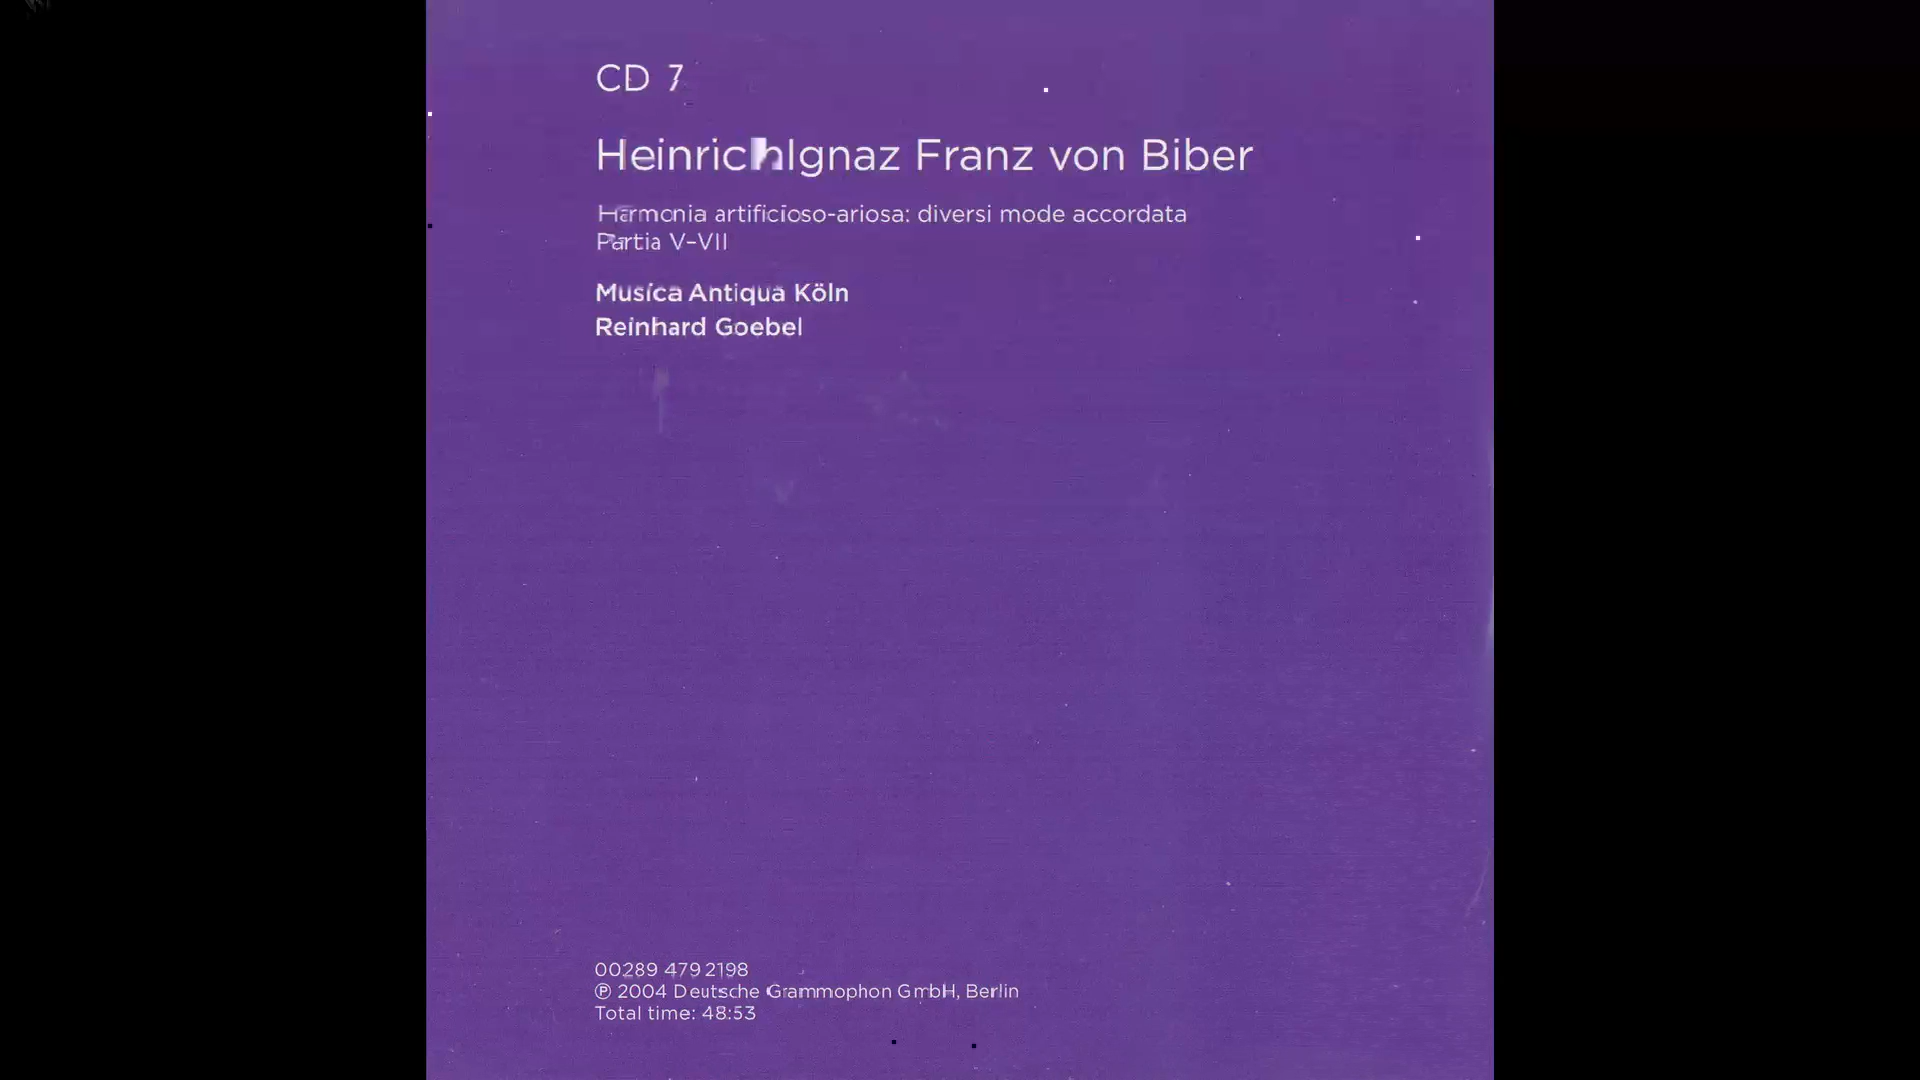 CD 7
Heinrich Ignaz Franz von Biber
Harmonia artificioso-ariosa: diversi mode accordata
Partia V–VII
Musica Antiqua Köln
Reinhard Goebel
00289 479 2198
℗ 2004 Deutsche Grammophon GmbH, Berlin
Total time: 48:53